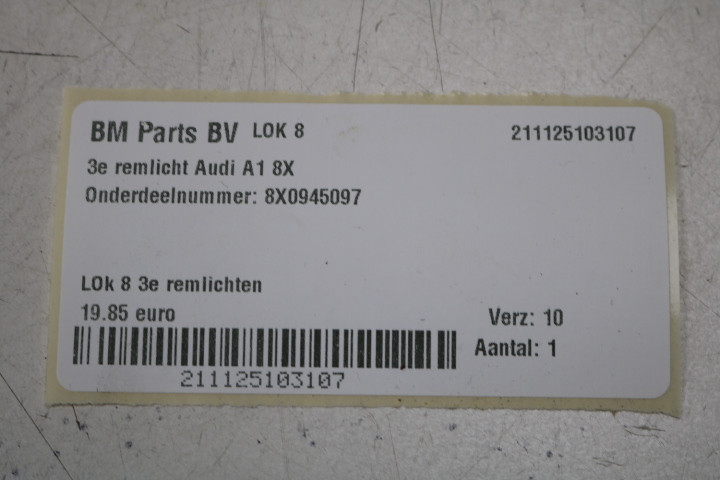 BM Parts BV LOK 8 211125103107
3e remlicht Audi A1 8X
Onderdeelnummer: 8X0945097
LOk 8 3e remlichten
19.85 euro
Verz: 10
Aantal: 1
211125103107